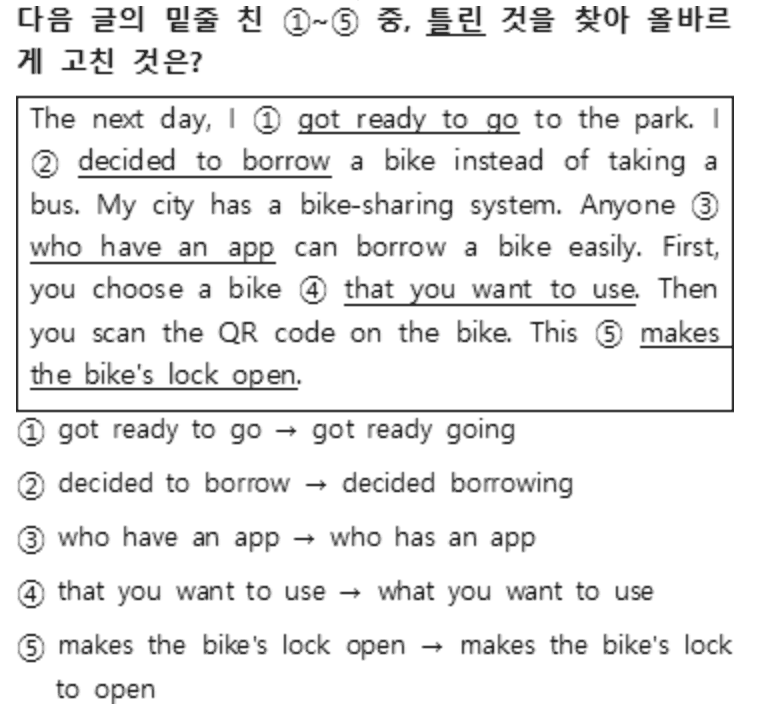 다음 글의 밑줄 친 ①~⑤ 중, 틀린 것을 찾아 올바르
게 고친 것은?
The next day, I ① got ready to go to the park. I
② decided to borrow a bike instead of taking a
bus. My city has a bike-sharing system. Anyone ③
who have an app can borrow a bike easily. First,
you choose a bike ④ that you want to use. Then
you scan the QR code on the bike. This ⑤ makes
the bike's lock open.
① got ready to go → got ready going
② decided to borrow → decided borrowing
③ who have an app → who has an app
④ that you want to use → what you want to use
⑤ makes the bike's lock open → makes the bike's lock
to open